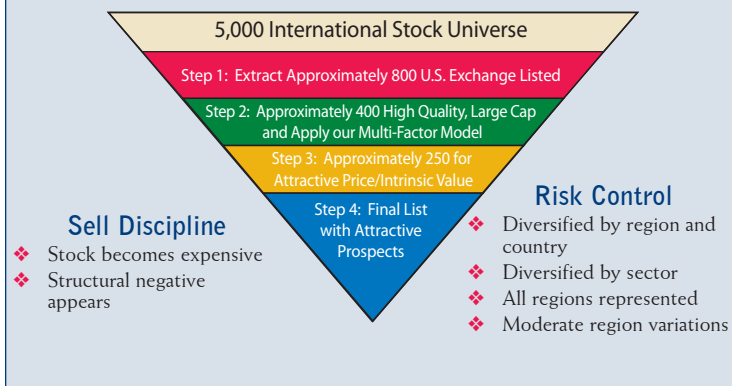 5,000 International Stock Universe
Step 1: Extract Approximately 800 U.S. Exchange Listed
Step 2: Approximately 400 High Quality, Large Cap
and Apply our Multi-Factor Model
Step 3: Approximately 250 for
Attractive Price/Intrinsic Value
Step 4: Final List
with Attractive
Prospects
Sell Discipline
❖ Stock becomes expensive
❖ Structural negative
appears
Risk Control
❖ Diversified by region and
country
❖ Diversified by sector
❖ All regions represented
❖ Moderate region variations